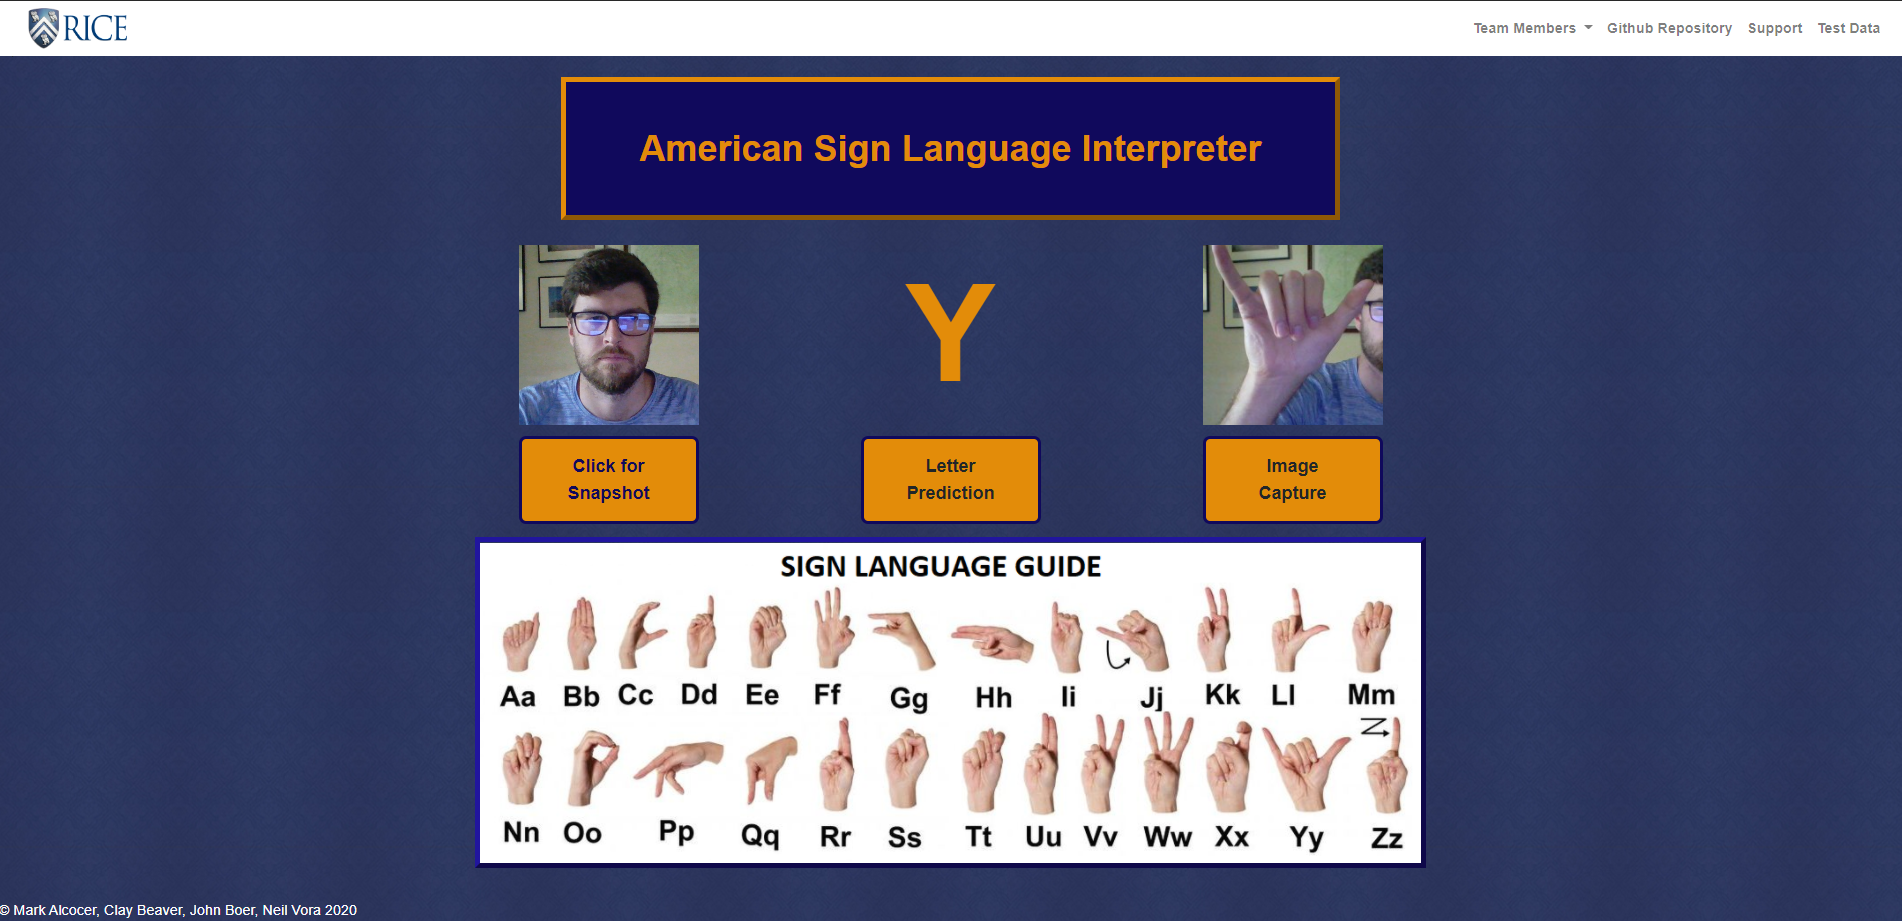 RICE
Team Members Github Repository Support Test Data
American Sign Language Interpreter
Y
Click for
Snapshot
Letter
Prediction
Image
Capture
SIGN LANGUAGE GUIDE
Aa Bb Cc Dd Ee Ff Gg Hh Ii Jj Kk Ll Mm
Nn Oo Pp Qq Rr Ss Tt Uu Vv Ww Xx Yy Zz
© Mark Alcocer, Clay Beaver, John Boer, Neil Vora 2020